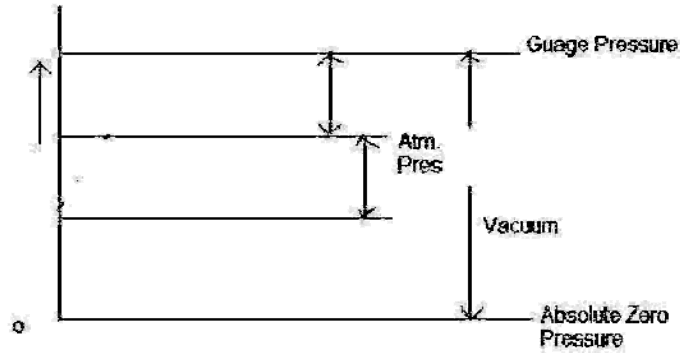 Guage Pressure
Atm.
Pres
Vacuum
Absolute Zero
Pressure
o